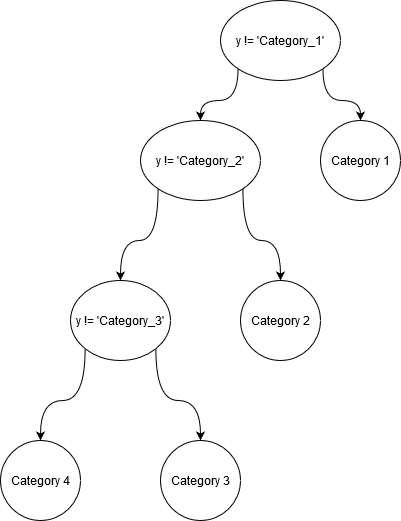 y != 'Category_1'
y != 'Category_2'
Category 1
y != 'Category_3'
Category 2
Category 4
Category 3